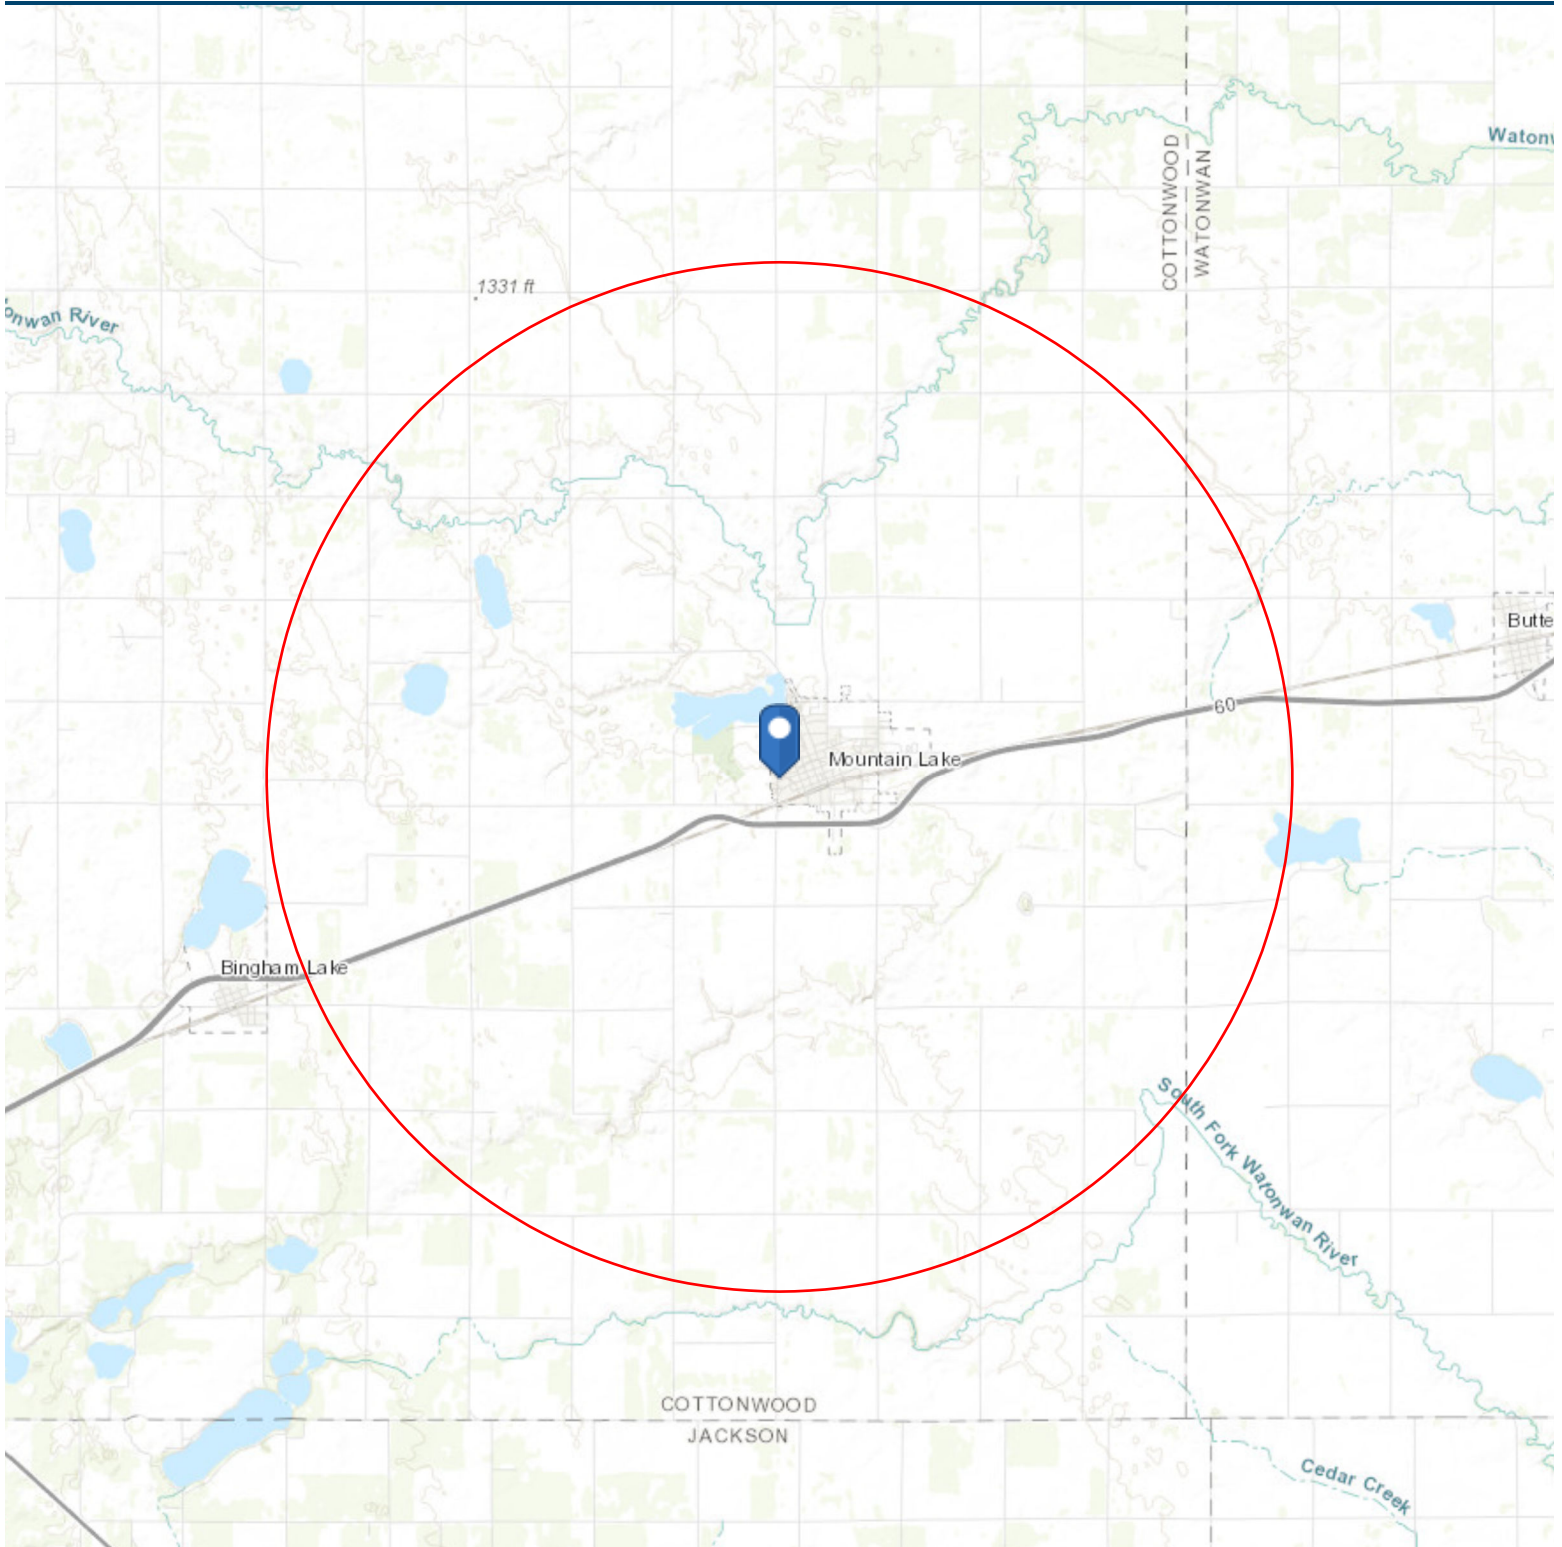 Waton
COTTONWOOD
WATONWAN
1331 ft
onwan River
Butte
60
Mountain Lake
Bingham Lake
South Fork Watonwan River
COTTONWOOD
JACKSON
Cedar Creek